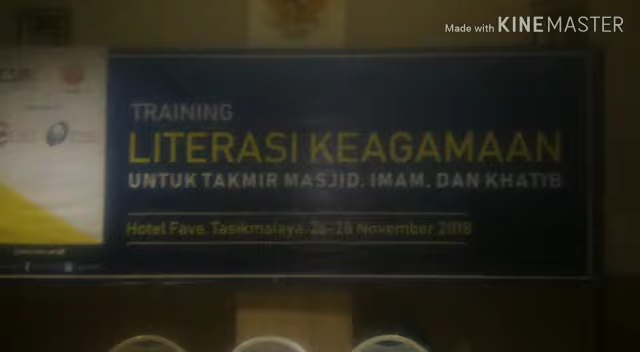 Made with KINEMASTER
TRAINING
LITERASI KEAGAMAAN
UNTUK TAKMIR MASJID, IMAM, DAN KHATIB
Hotel Fave, Tasikmalaya, 26-28 November 2018